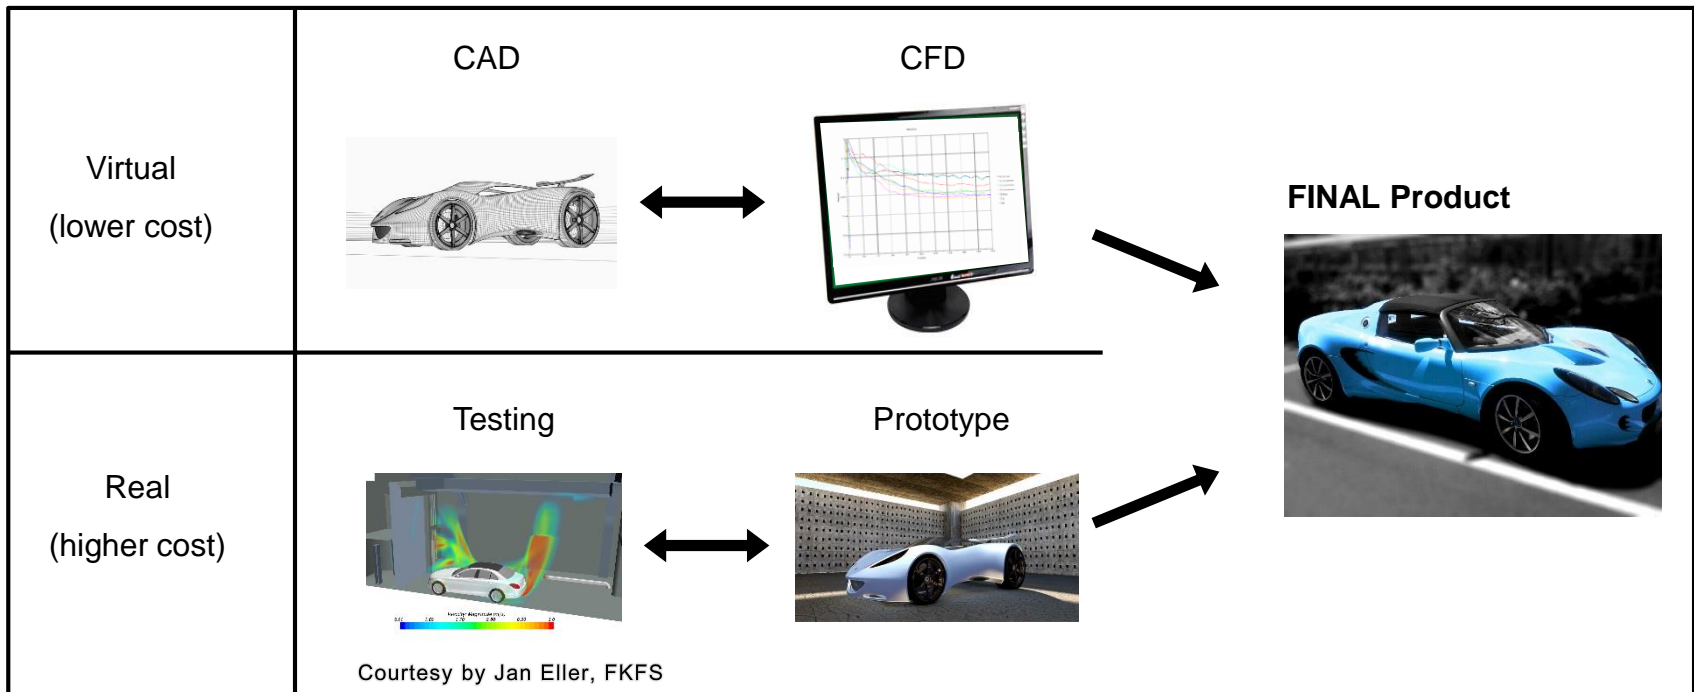 CAD
CFD
Virtual
(lower cost)
FINAL Product
Testing
Prototype
Real
(higher cost)
Courtesy by Jan Eller, FKFS